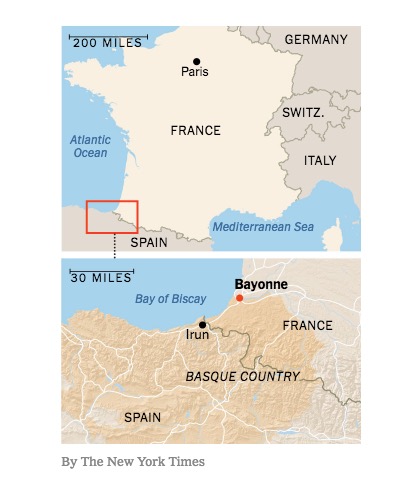 200 MILES
GERMANY
Paris
SWITZ.
FRANCE
Atlantic
Ocean
ITALY
Mediterranean Sea
SPAIN
30 MILES
Bayonne
Bay of Biscay
FRANCE
Irun
BASQUE COUNTRY
SPAIN
By The New York Times